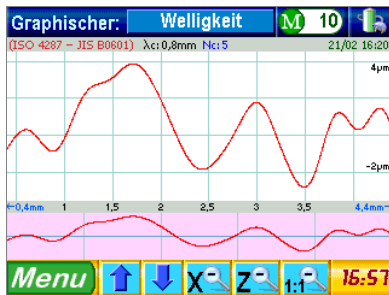 Graphischer: Welligkeit M 10
(ISO 4287 - JIS B0601) λc:0,8mm Nc:5 21/02 16:20
4µm
-2µm
←0,4mm 1 1,5 2 2,5 3 3,5 4,4mm→
Menu X Z 1:1 16:57